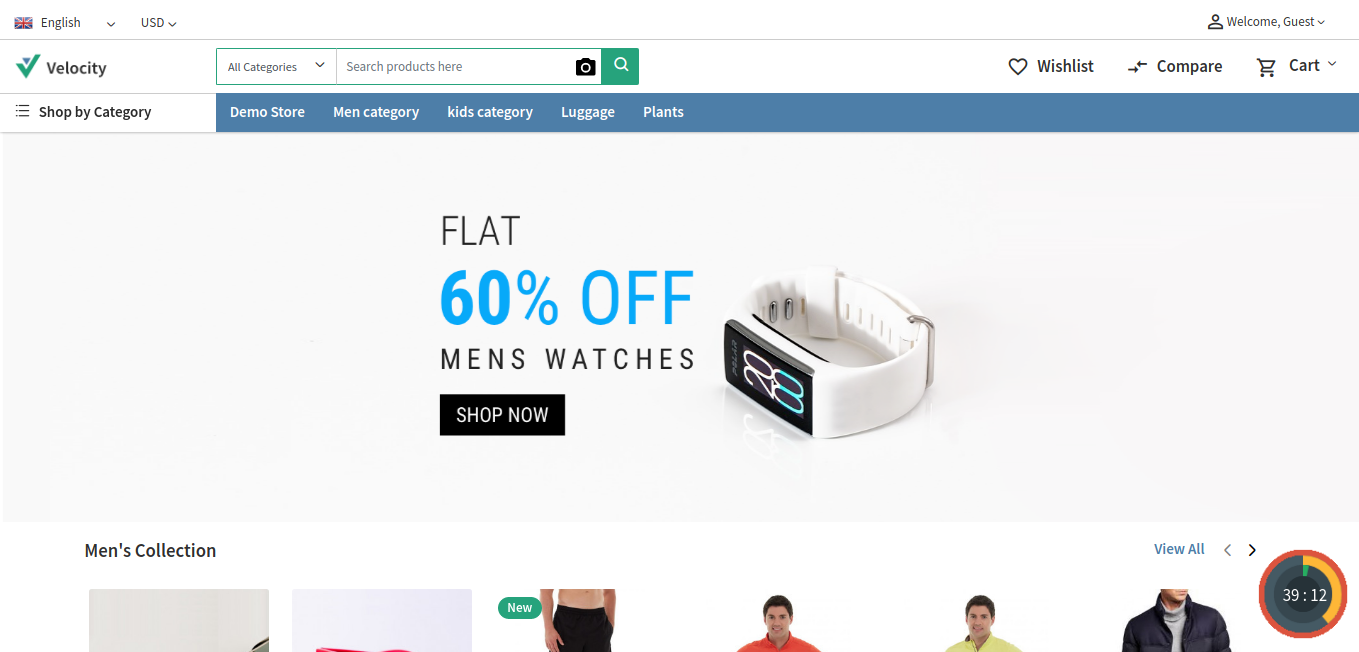 English
USD
Welcome, Guest
Velocity
All Categories
Search products here
Wishlist
Compare
Cart
Shop by Category
Demo Store
Men category
kids category
Luggage
Plants
FLAT
60% OFF
MENS WATCHES
SHOP NOW
POLAR
20
Men's Collection
View All
New
39 : 12